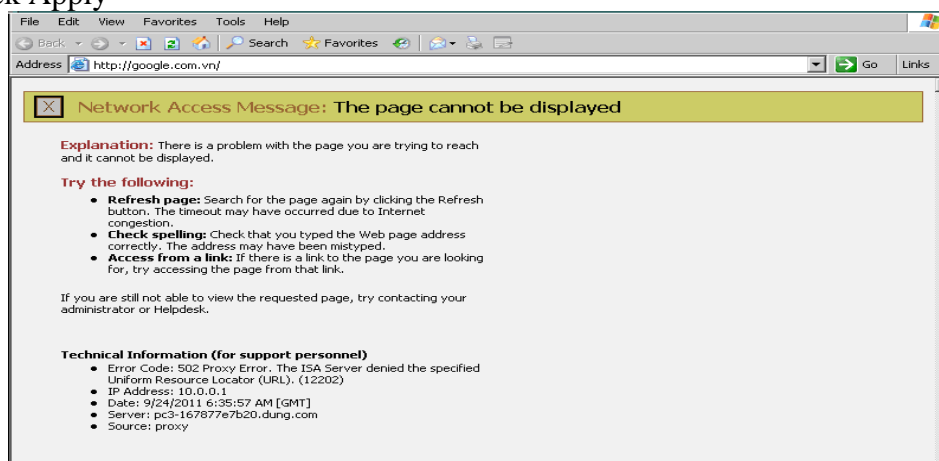 ck Apply
File Edit View Favorites Tools Help
Back Search Favorites
Address http://google.com.vn/ Go Links
Network Access Message: The page cannot be displayed
Explanation: There is a problem with the page you are trying to reach
and it cannot be displayed.
Try the following:
• Refresh page: Search for the page again by clicking the Refresh
button. The timeout may have occurred due to Internet
congestion.
• Check spelling: Check that you typed the Web page address
correctly. The address may have been mistyped.
• Access from a link: If there is a link to the page you are looking
for, try accessing the page from that link.
If you are still not able to view the requested page, try contacting your
administrator or Helpdesk.
Technical Information (for support personnel)
• Error Code: 502 Proxy Error. The ISA Server denied the specified
Uniform Resource Locator (URL). (12202)
• IP Address: 10.0.0.1
• Date: 9/24/2011 6:35:57 AM [GMT]
• Server: pc3-167877e7b20.dung.com
• Source: proxy